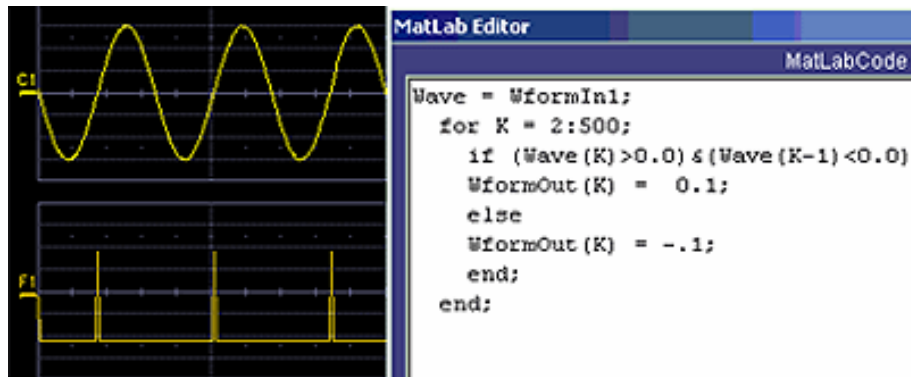 C1
F1
MatLab Editor
MatLabCode
Wave = WformIn1;
for K = 2:500;
if (Wave(K)>0.0)&(Wave(K-1)<0.0)
WformOut(K) = 0.1;
else
WformOut(K) = -.1;
end;
end;